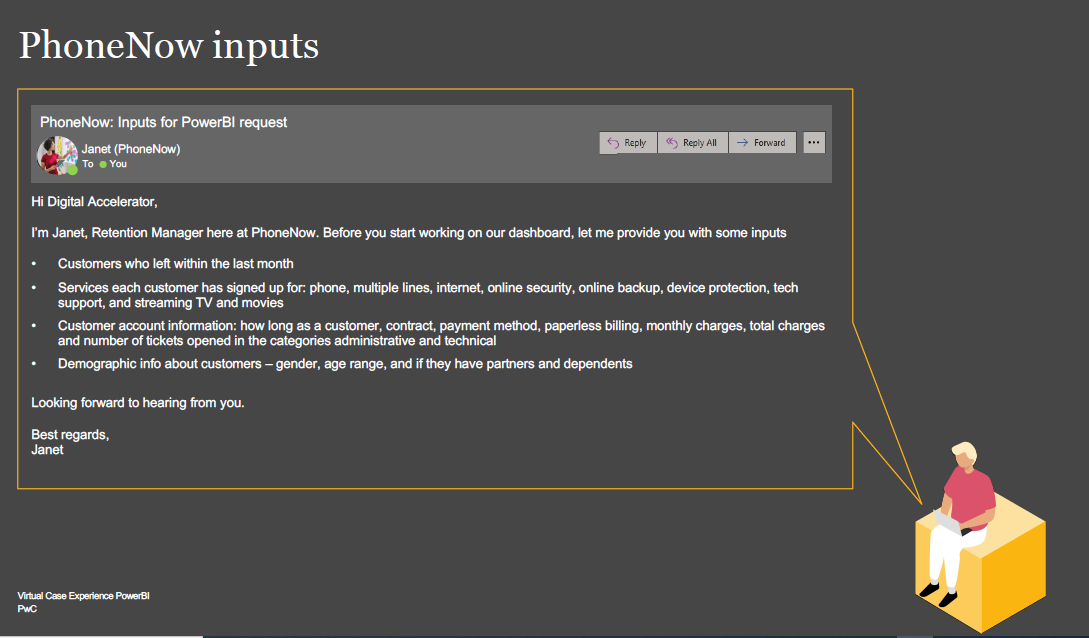 PhoneNow inputs
PhoneNow: Inputs for PowerBI request
Janet (PhoneNow)
To You
Reply Reply All Forward ...
Hi Digital Accelerator,
I'm Janet, Retention Manager here at PhoneNow. Before you start working on our dashboard, let me provide you with some inputs
• Customers who left within the last month
• Services each customer has signed up for: phone, multiple lines, internet, online security, online backup, device protection, tech
support, and streaming TV and movies
• Customer account information: how long as a customer, contract, payment method, paperless billing, monthly charges, total charges
and number of tickets opened in the categories administrative and technical
• Demographic info about customers – gender, age range, and if they have partners and dependents
Looking forward to hearing from you.
Best regards,
Janet
Virtual Case Experience PowerBI
PwC